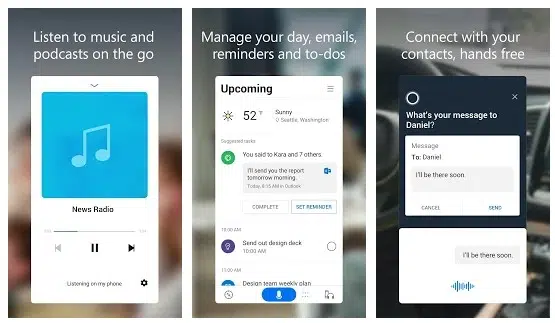 Listen to music and
podcasts on the go
News Radio
Listening on my phone
Manage your day, emails,
reminders and to-dos
Upcoming
52 °F
Sunny
Seattle, Washington
Suggested tasks
You said to Kara and 7 others
I'll send you the report
tomorrow morning.
Today, 8:15 AM in Outlook
COMPLETE
SET REMINDER
10:00 AM
Send out design deck
10:00 AM
11:00 AM
Design team weekly plan
Connect with your
contacts, hands free
What's your message to
Daniel?
Message
To: Daniel
I'll be there soon.
CANCEL
SEND
I'll be there soon.